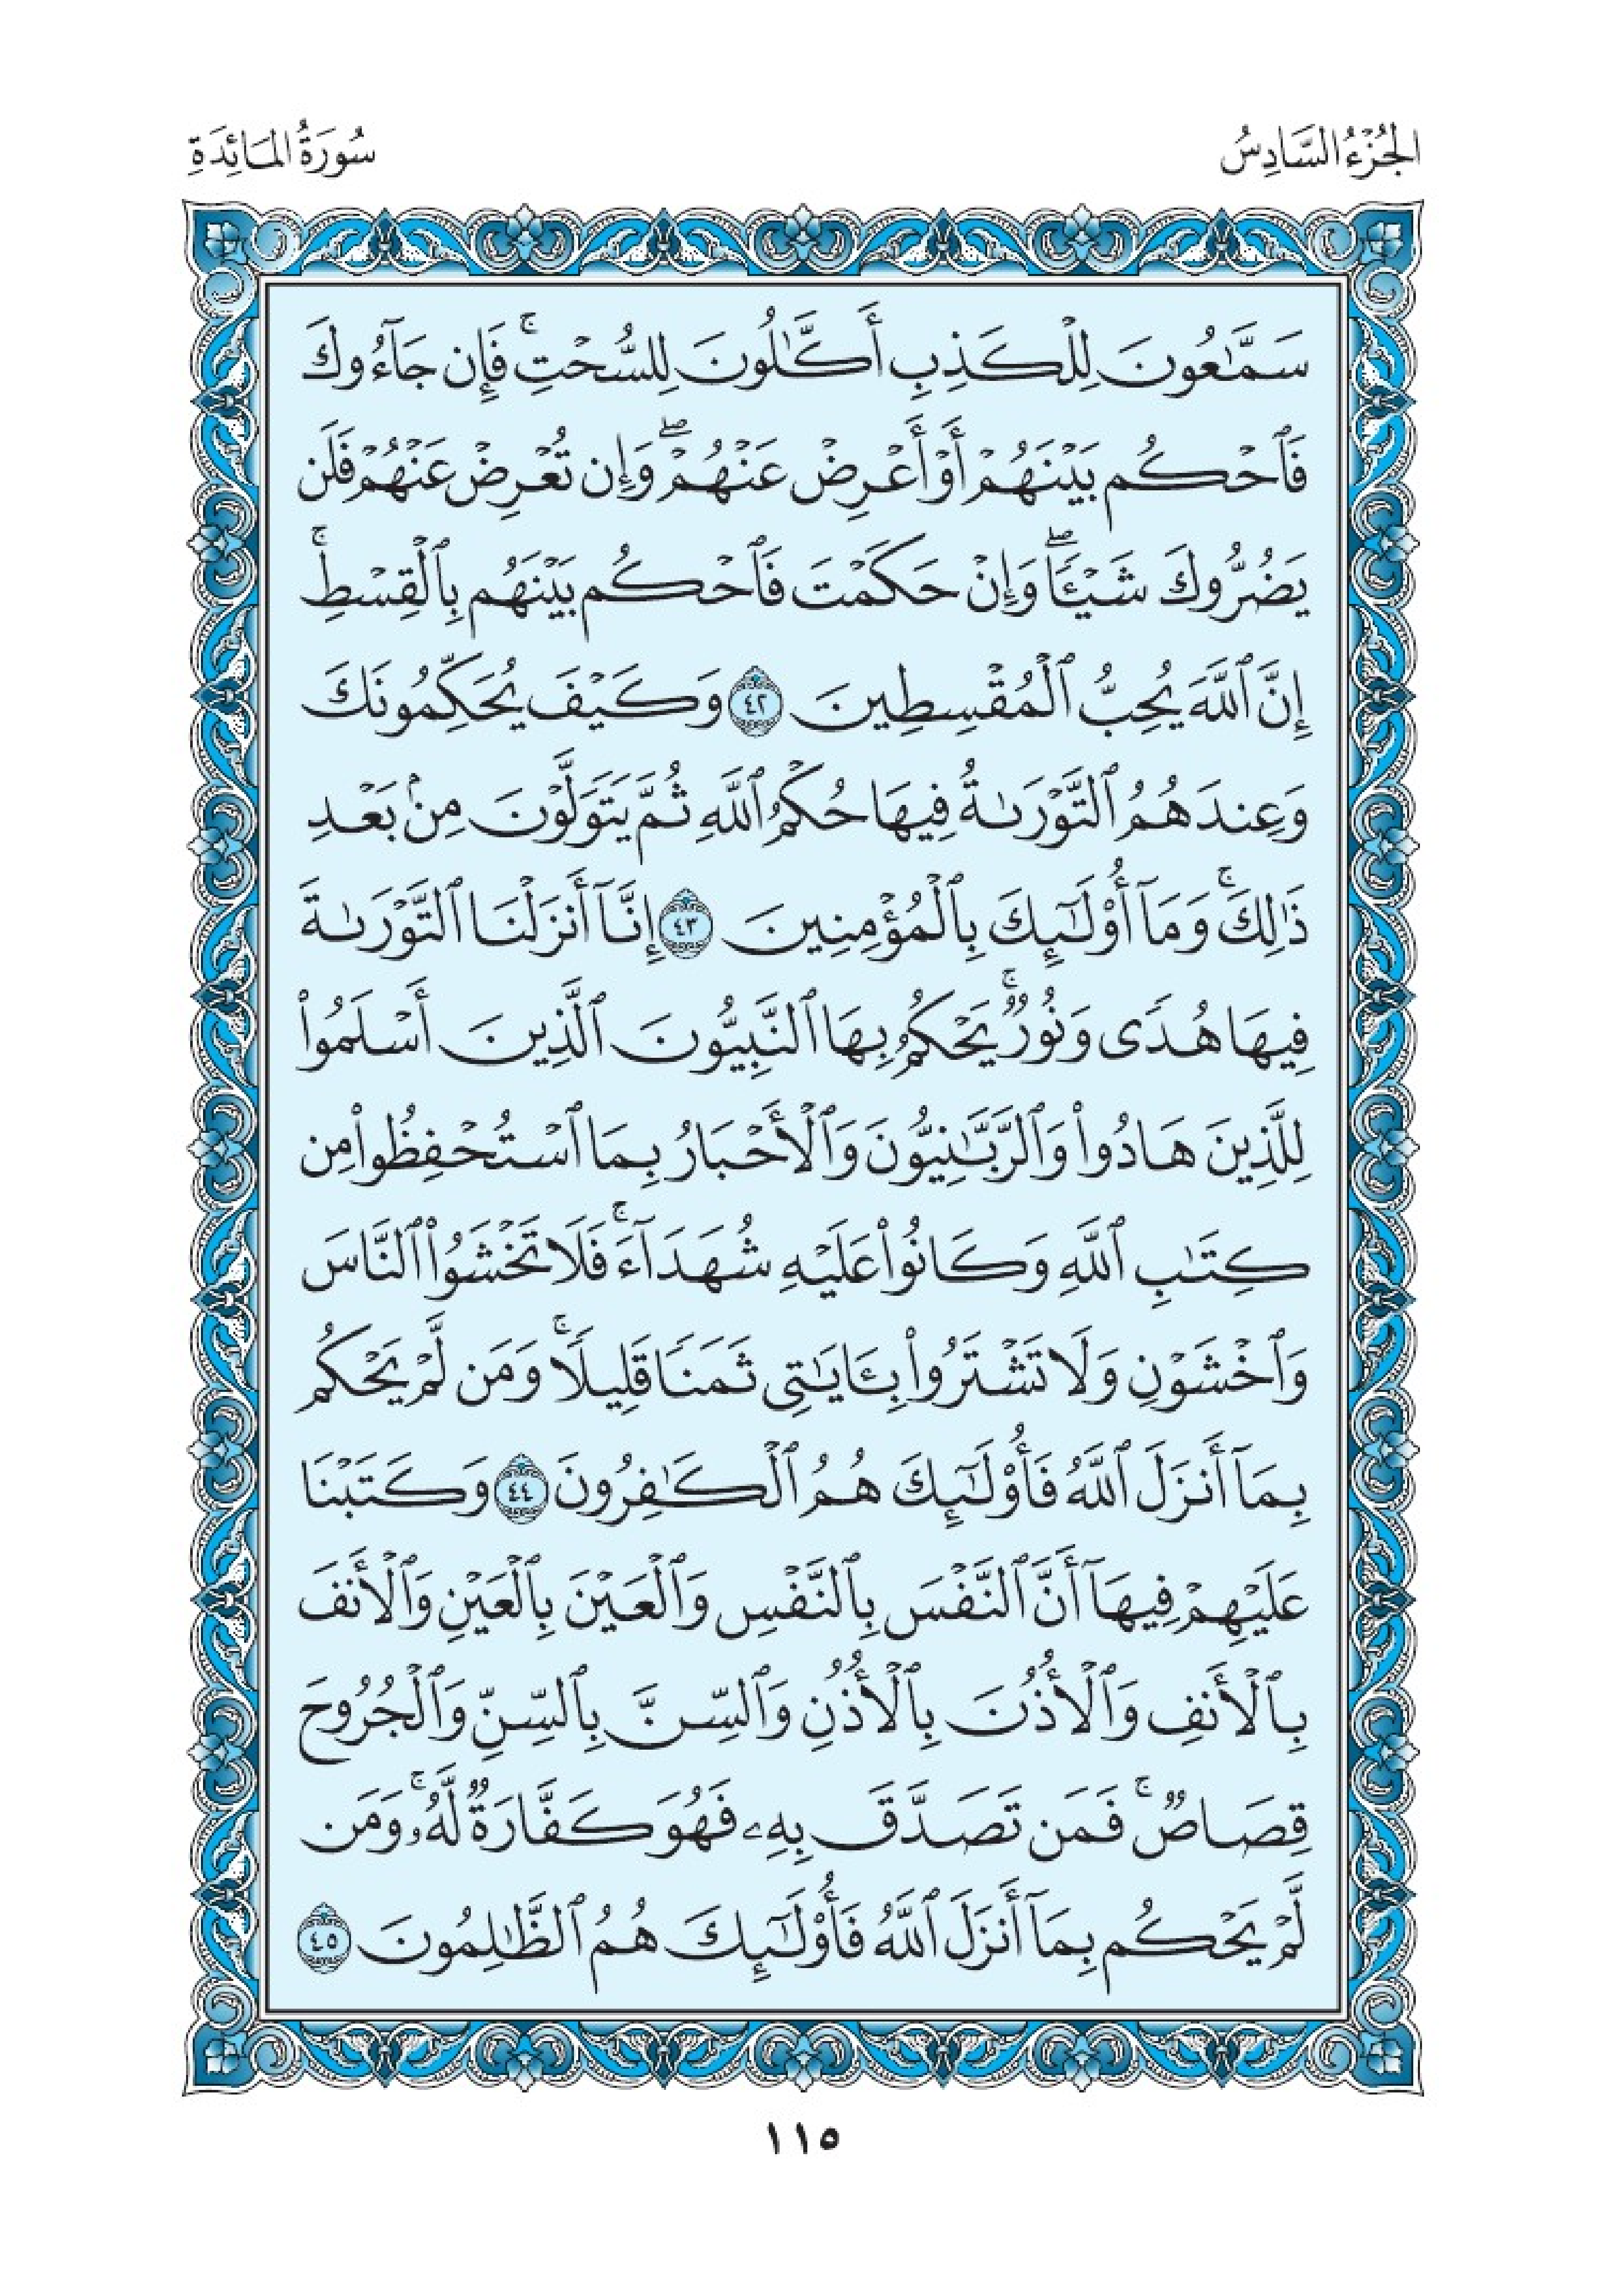 الجُزْءُ السَّادِسُ
سُورَةُ المَائِدَةِ
سَمَّٰعُونَ لِلْكَذِبِ أَكَّٰلُونَ لِلسُّحْتِۚ فَإِن جَآءُوكَ
فَٱحْكُم بَيْنَهُمْ أَوْ أَعْرِضْ عَنْهُمْۖ وَإِن تُعْرِضْ عَنْهُمْ فَلَن
يَضُرُّوكَ شَيْـًٔاۖ وَإِنْ حَكَمْتَ فَٱحْكُم بَيْنَهُم بِٱلْقِسْطِۚ
إِنَّ ٱللَّهَ يُحِبُّ ٱلْمُقْسِطِينَ ٤٢ وَكَيْفَ يُحَكِّمُونَكَ
وَعِندَهُمُ ٱلتَّوْرَىٰةُ فِيهَا حُكْمُ ٱللَّهِ ثُمَّ يَتَوَلَّوْنَ مِنۢ بَعْدِ
ذَٰلِكَۚ وَمَآ أُو۟لَٰٓئِكَ بِٱلْمُؤْمِنِينَ ٤٣ إِنَّآ أَنزَلْنَا ٱلتَّوْرَىٰةَ
فِيهَا هُدًى وَنُورٌۚ يَحْكُمُ بِهَا ٱلنَّبِيُّونَ ٱلَّذِينَ أَسْلَمُوا۟
لِلَّذِينَ هَادُوا۟ وَٱلرَّبَّٰنِيُّونَ وَٱلْأَحْبَارُ بِمَا ٱسْتُحْفِظُوا۟ مِن
كِتَٰبِ ٱللَّهِ وَكَانُوا۟ عَلَيْهِ شُهَدَآءَۚ فَلَا تَخْشَوُا۟ ٱلنَّاسَ
وَٱخْشَوْنِ وَلَا تَشْتَرُوا۟ بِـَٔايَٰتِى ثَمَنًا قَلِيلًاۚ وَمَن لَّمْ يَحْكُم
بِمَآ أَنزَلَ ٱللَّهُ فَأُو۟لَٰٓئِكَ هُمُ ٱلْكَٰفِرُونَ ٤٤ وَكَتَبْنَا
عَلَيْهِمْ فِيهَآ أَنَّ ٱلنَّفْسَ بِٱلنَّفْسِ وَٱلْعَيْنَ بِٱلْعَيْنِ وَٱلْأَنفَ
بِٱلْأَنفِ وَٱلْأُذُنَ بِٱلْأُذُنِ وَٱلسِّنَّ بِٱلسِّنِّ وَٱلْجُرُوحَ
قِصَاصٌۚ فَمَن تَصَدَّقَ بِهِۦ فَهُوَ كَفَّارَةٌ لَّهُۥۚ وَمَن
لَّمْ يَحْكُم بِمَآ أَنزَلَ ٱللَّهُ فَأُو۟لَٰٓئِكَ هُمُ ٱلظَّٰلِمُونَ ٤٥
١١٥